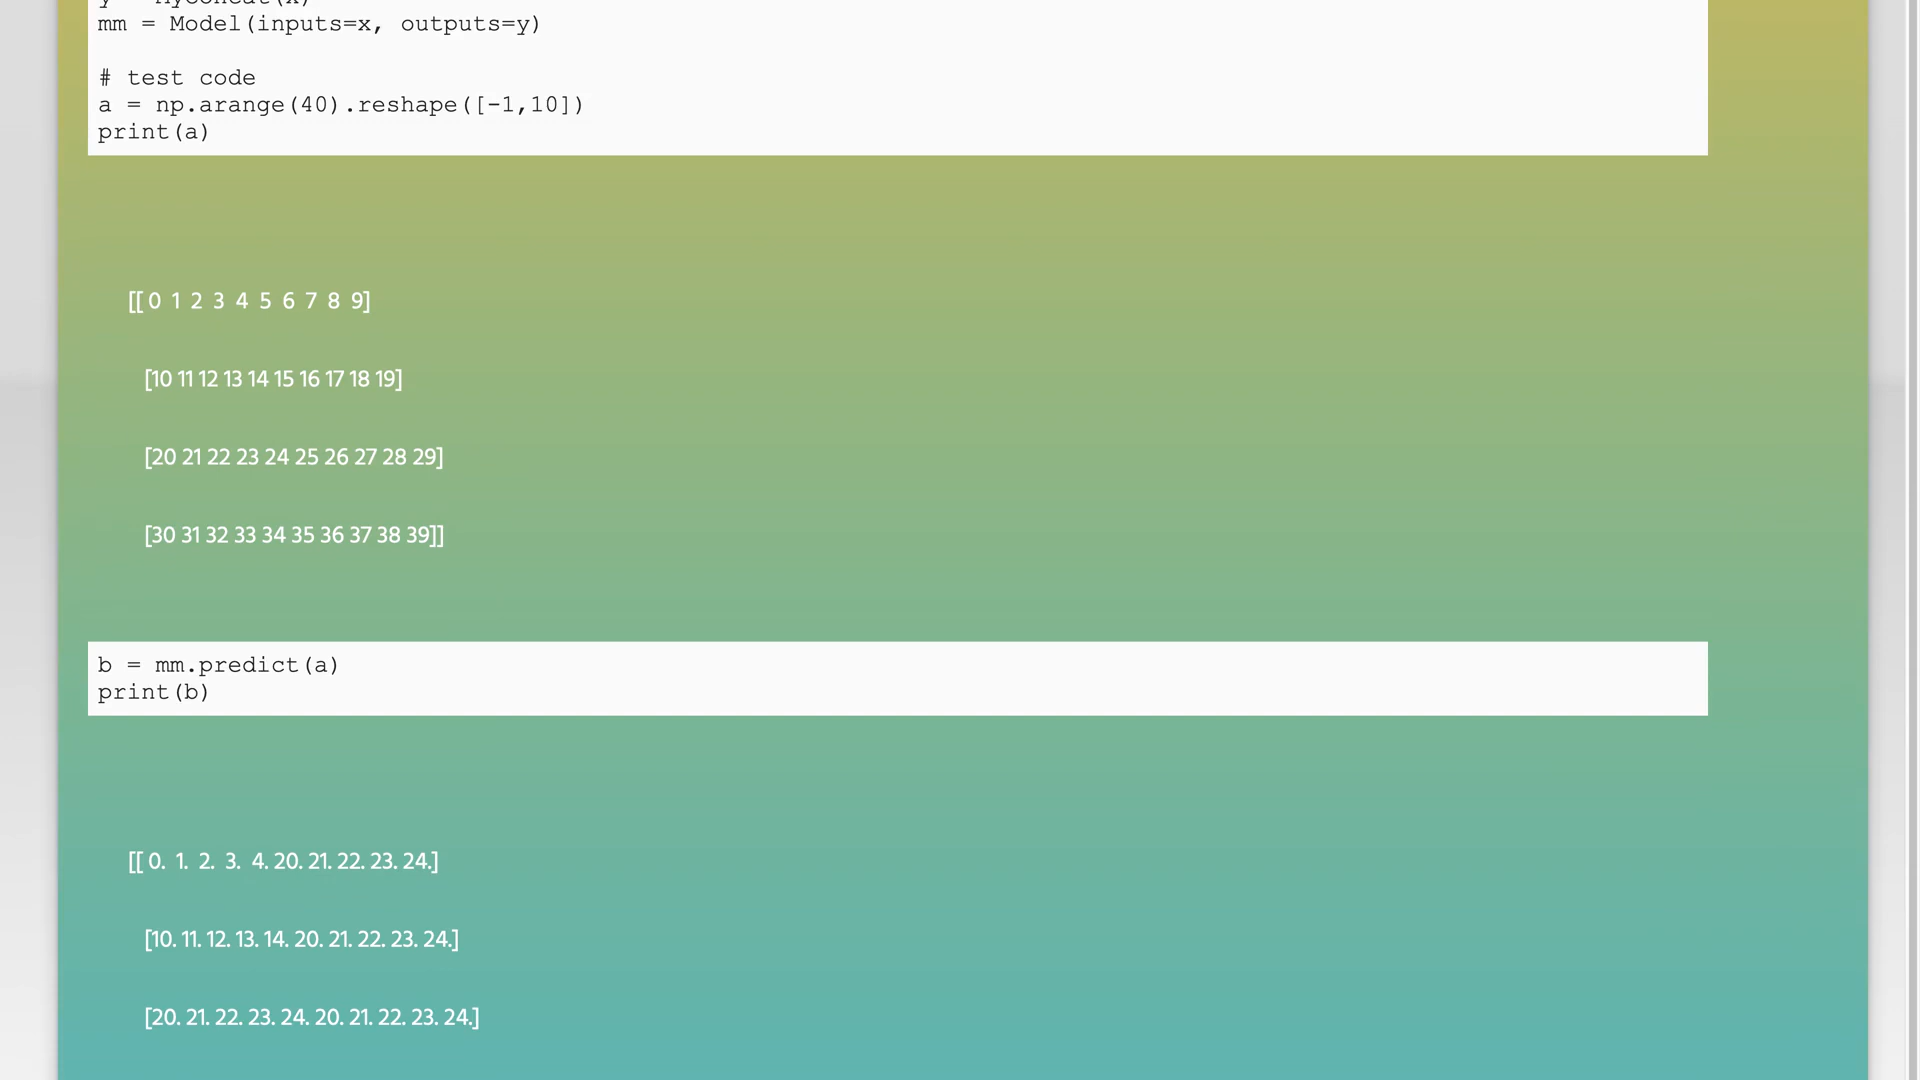 mm = Model(inputs=x, outputs=y)
# test code
a = np.arange(40).reshape([-1,10])
print(a)
[[ 0  1  2  3  4  5  6  7  8  9]
[10 11 12 13 14 15 16 17 18 19]
[20 21 22 23 24 25 26 27 28 29]
[30 31 32 33 34 35 36 37 38 39]]
b = mm.predict(a)
print(b)
[[ 0.  1.  2.  3.  4. 20. 21. 22. 23. 24.]
[10. 11. 12. 13. 14. 20. 21. 22. 23. 24.]
[20. 21. 22. 23. 24. 20. 21. 22. 23. 24.]